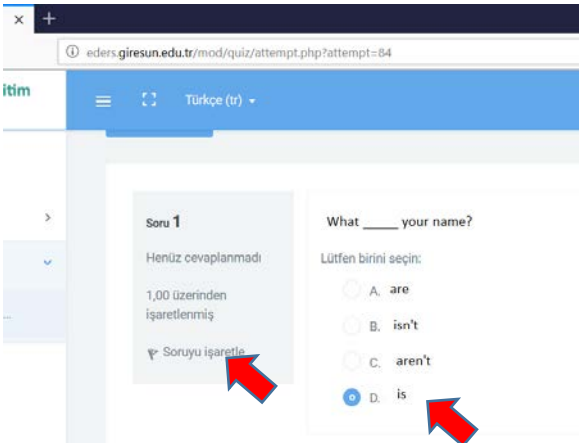 eders.giresun.edu.tr/mod/quiz/attempt.php?attempt=84
itim
Türkçe (tr)
Soru 1
Henüz cevaplanmadı
1,00 üzerinden
işaretlenmiş
Soruyu işaretle
What _____ your name?
Lütfen birini seçin:
A. are
B. isn't
C. aren't
D. is